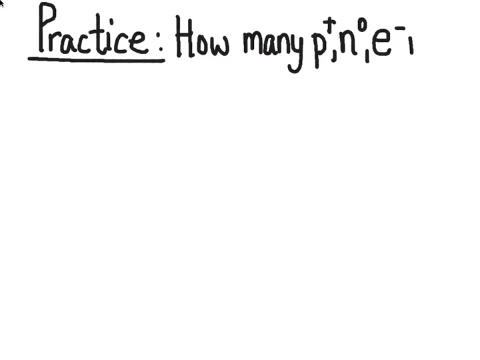 Practice: How many p⁺, n⁰, e⁻